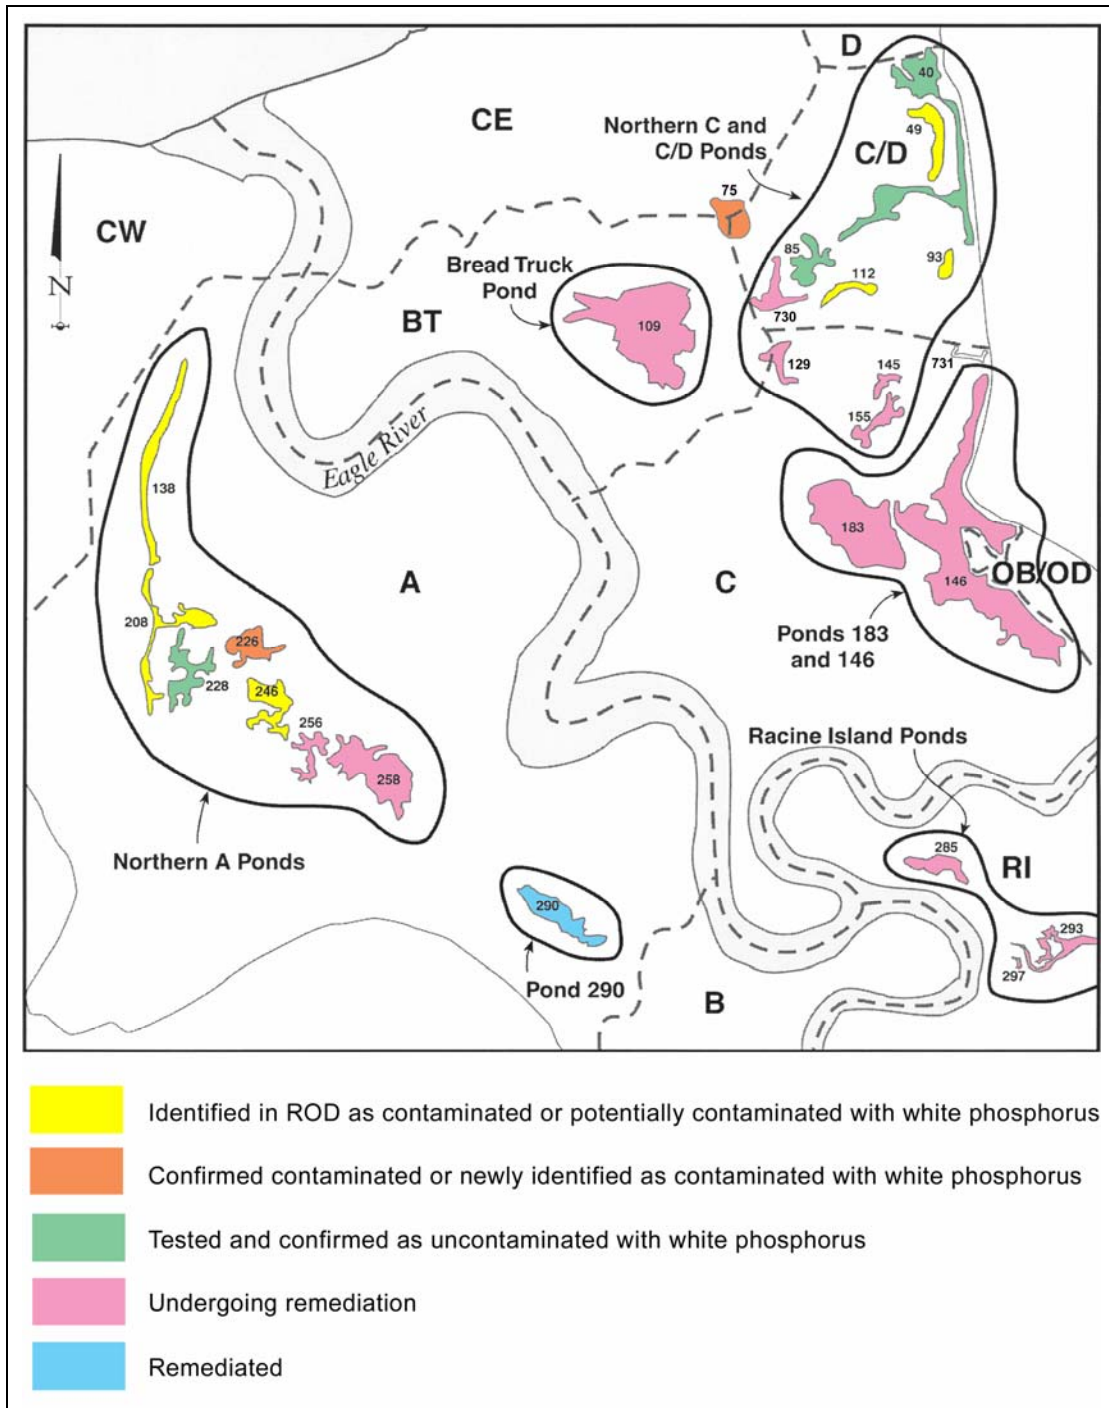 D
40
CE
Northern C and
C/D Ponds
49
C/D
75
CW
N
85
93
Bread Truck
Pond
112
BT
109
730
129
145
731
155
Eagle River
138
183
A
C
146
OB/OD
208
226
Ponds 183
and 146
228
246
256
Racine Island Ponds
258
285
Northern A Ponds
RI
290
293
297
Pond 290
B
Identified in ROD as contaminated or potentially contaminated with white phosphorus
Confirmed contaminated or newly identified as contaminated with white phosphorus
Tested and confirmed as uncontaminated with white phosphorus
Undergoing remediation
Remediated